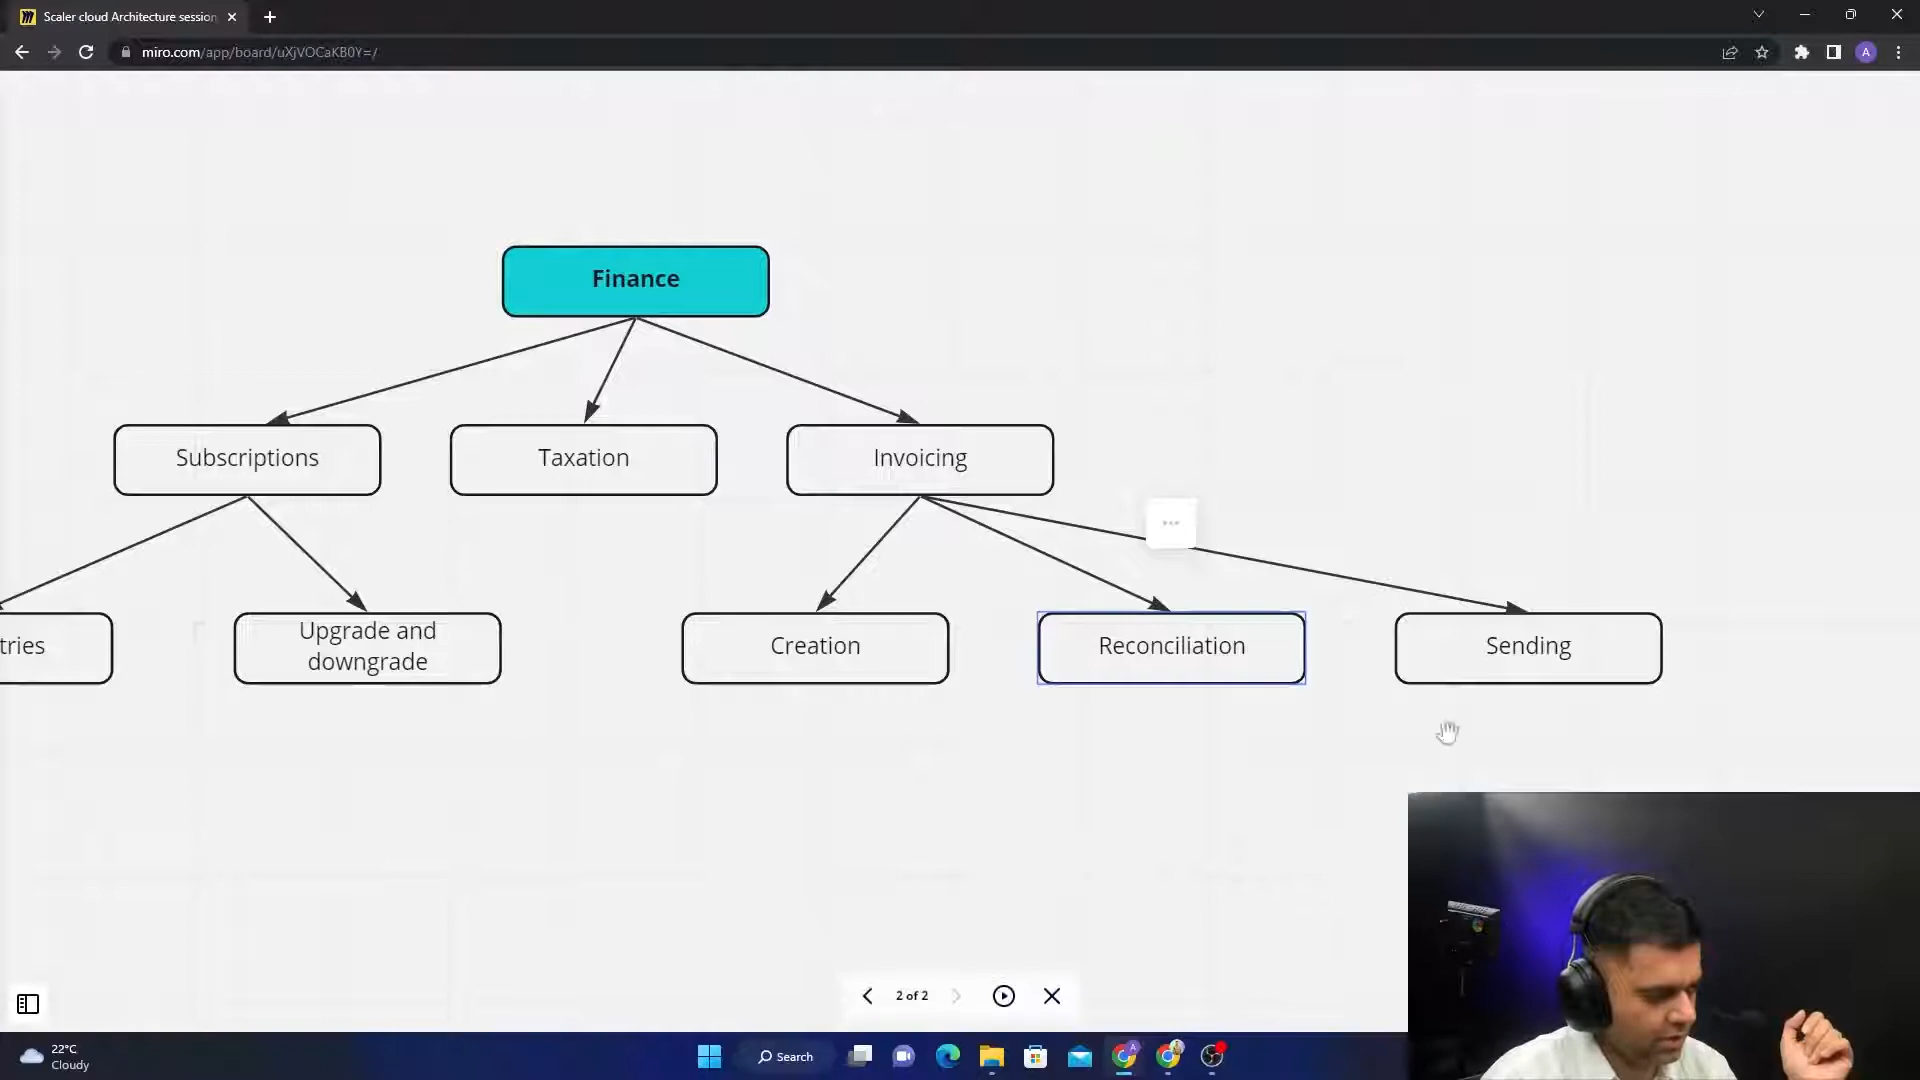 Scaler cloud Architecture session
miro.com/app/board/uXjVOCaKB0Y=/
A
Finance
Subscriptions
Taxation
Invoicing
tries
Upgrade and
downgrade
Creation
Reconciliation
Sending
2 of 2
22°C
Cloudy
Search